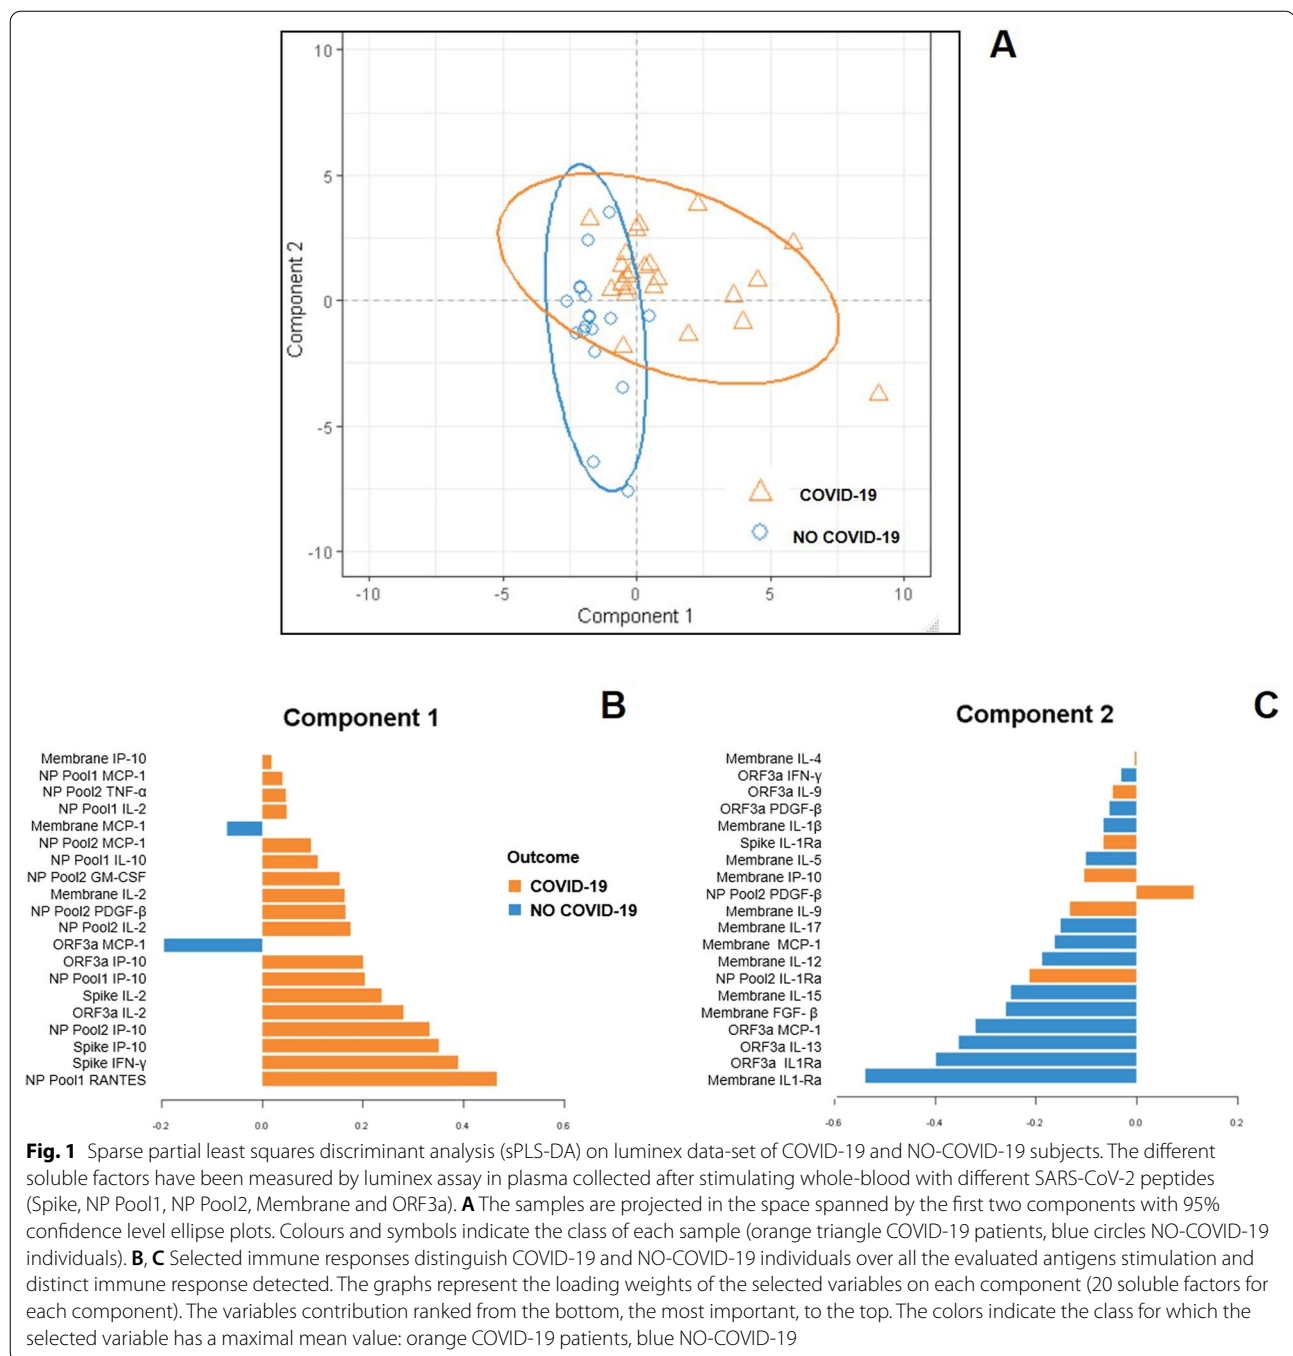 A
10
5
0
-5
-10
Component 2
-10
-5
0
5
10
Component 1
COVID-19
NO COVID-19
B
Component 1
Membrane IP-10
NP Pool1 MCP-1
NP Pool2 TNF-α
NP Pool1 IL-2
Membrane MCP-1
NP Pool2 MCP-1
NP Pool1 IL-10
NP Pool2 GM-CSF
Membrane IL-2
NP Pool2 PDGF-β
NP Pool2 IL-2
ORF3a MCP-1
ORF3a IP-10
NP Pool1 IP-10
Spike IL-2
ORF3a IL-2
NP Pool2 IP-10
Spike IP-10
Spike IFN-γ
NP Pool1 RANTES
-0.2
0.0
0.2
0.4
0.6
Outcome
COVID-19
NO COVID-19
C
Component 2
Membrane IL-4
ORF3a IFN-γ
ORF3a IL-9
ORF3a PDGF-β
Membrane IL-1β
Spike IL-1Ra
Membrane IL-5
Membrane IP-10
NP Pool2 PDGF-β
Membrane IL-9
Membrane IL-17
Membrane MCP-1
Membrane IL-12
NP Pool2 IL-1Ra
Membrane IL-15
Membrane FGF- β
ORF3a MCP-1
ORF3a IL-13
ORF3a IL1Ra
Membrane IL1-Ra
-0.6
-0.4
-0.2
0.0
0.2
Fig. 1 Sparse partial least squares discriminant analysis (sPLS-DA) on luminex data-set of COVID-19 and NO-COVID-19 subjects. The different
soluble factors have been measured by luminex assay in plasma collected after stimulating whole-blood with different SARS-CoV-2 peptides
(Spike, NP Pool1, NP Pool2, Membrane and ORF3a). A The samples are projected in the space spanned by the first two components with 95%
confidence level ellipse plots. Colours and symbols indicate the class of each sample (orange triangle COVID-19 patients, blue circles NO-COVID-19
individuals). B, C Selected immune responses distinguish COVID-19 and NO-COVID-19 individuals over all the evaluated antigens stimulation and
distinct immune response detected. The graphs represent the loading weights of the selected variables on each component (20 soluble factors for
each component). The variables contribution ranked from the bottom, the most important, to the top. The colors indicate the class for which the
selected variable has a maximal mean value: orange COVID-19 patients, blue NO-COVID-19